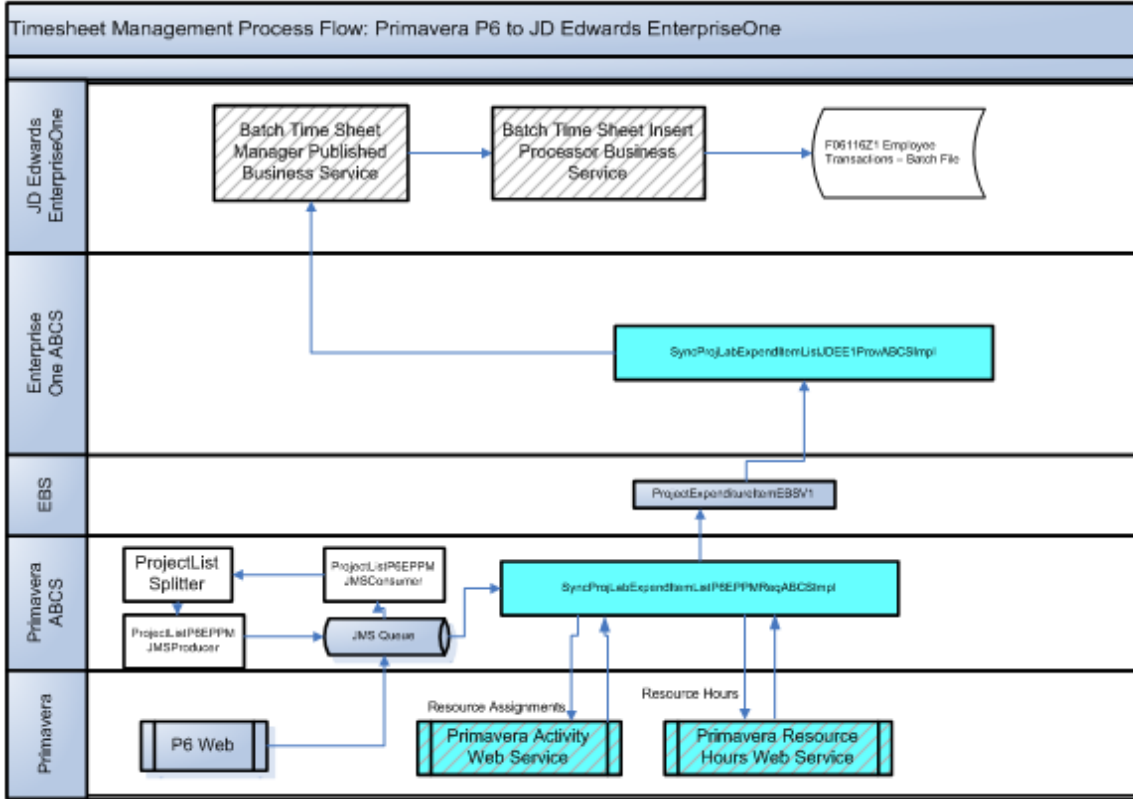 Timesheet Management Process Flow: Primavera P6 to JD Edwards EnterpriseOne
JD Edwards
EnterpriseOne
Batch Time Sheet
Manager Published
Business Service
Batch Time Sheet Insert
Processor Business
Service
F06116Z1 Employee
Transactions – Batch File
Enterprise
One ABCS
SyncProjLabExpendItemListJDEE1ProvABCSImpl
EBS
ProjectExpenditureItemEBSV1
Primavera
ABCS
ProjectList
Splitter
ProjectListP6EPPM
JMSConsumer
SyncProjLabExpendItemListP6EPPMReqABCSImpl
ProjectListP6EPPM
JMSProducer
JMS Queue
Primavera
Resource Assignments
Resource Hours
P6 Web
Primavera Activity
Web Service
Primavera Resource
Hours Web Service